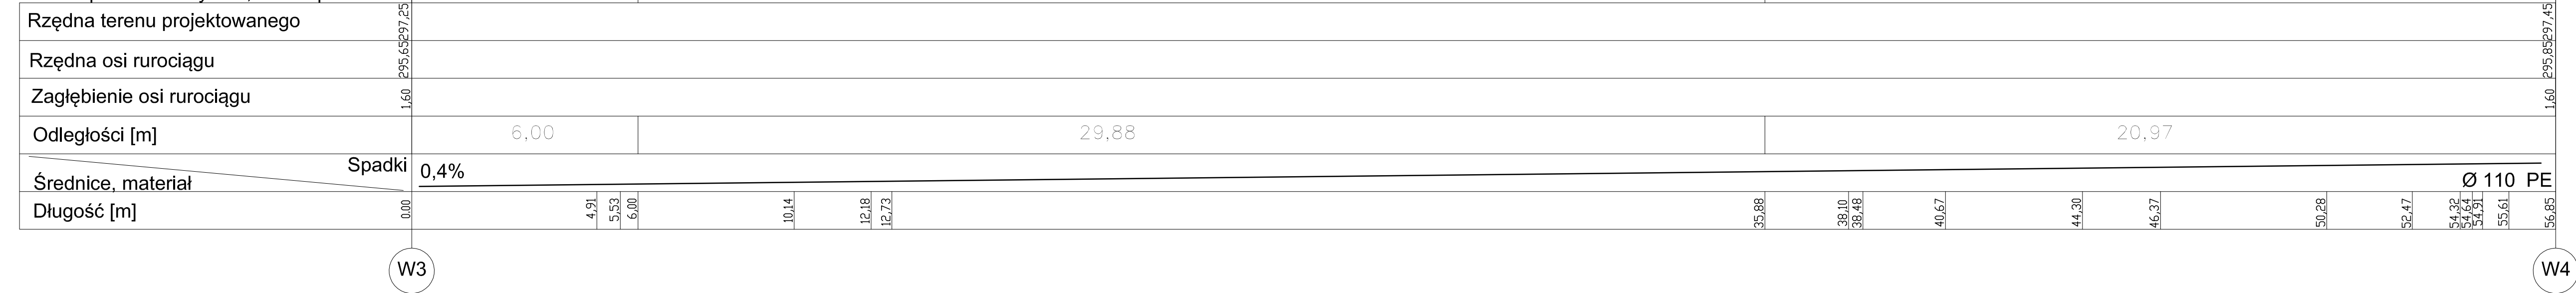 Rzędna terenu projektowanego 297,25 297,45
Rzędna osi rurociągu 295,65 295,85
Zagłębienie osi rurociągu 1,60 1,60
Odległości [m] 6,00 29,88 20,97
Spadki 0,4%
Średnice, materiał Ø 110 PE
Długość [m] 0.00 4,91 5,53 6,00 10,14 12,18 12,73 35,88 38,10 38,48 40,67 44,30 46,37 50,28 52,47 54,32 54,64 54,91 55,61 56,85
W3 W4